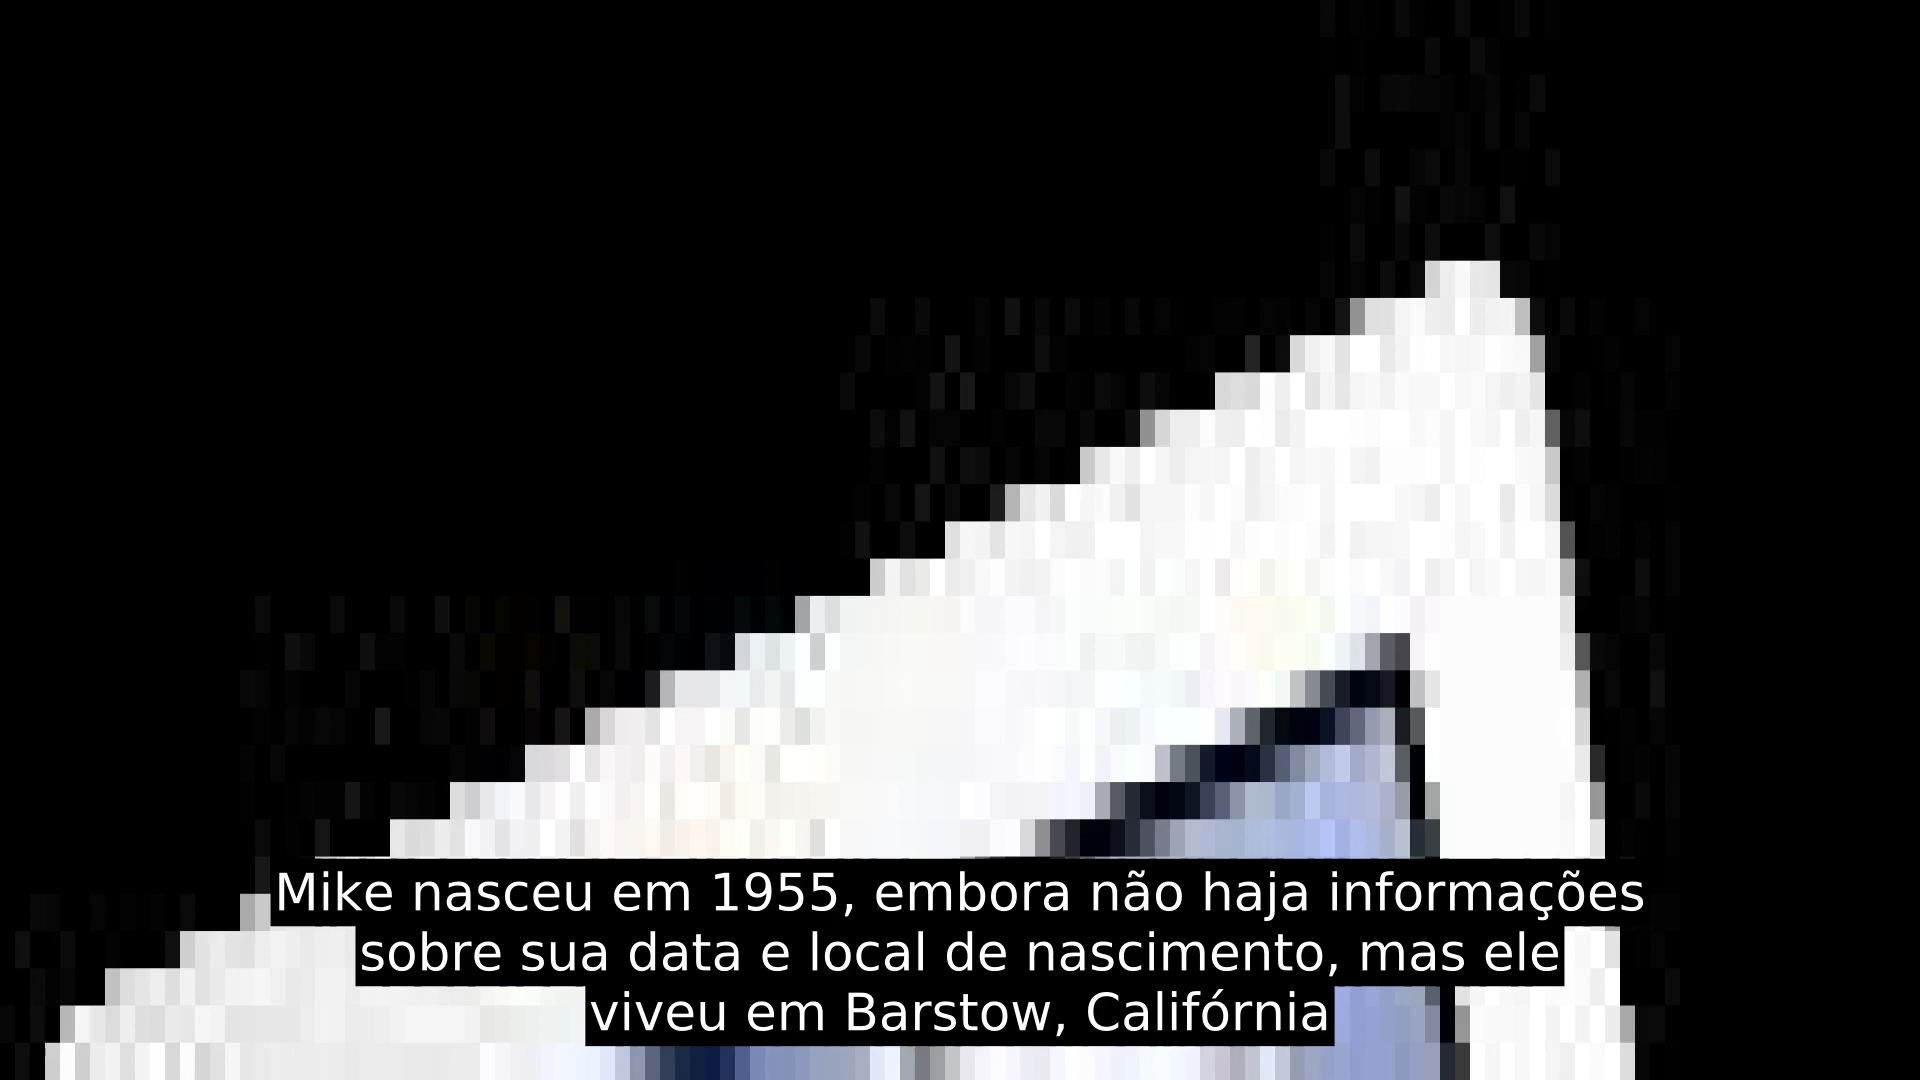 Mike nasceu em 1955, embora não haja informações
sobre sua data e local de nascimento, mas ele
viveu em Barstow, Califórnia